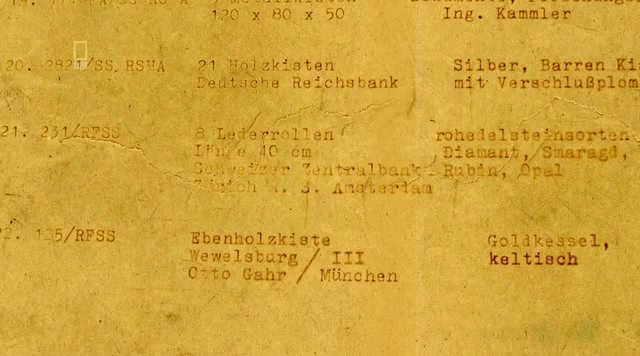 120 x 80 x 50 Ing. Kammler
20. 2821/SS, RSHA 21 Holzkisten Silber, Barren Ki
Deutsche Reichsbank mit Verschlußplom
21. 231/RFSS 8 Lederrollen rohedelsteinsorten
Länge 40 cm Diamant, Smaragd,
Schweizer Zentralbank Rubin, Opal
Zürich S. Amsterdam
/RFSS Ebenholzkiste Goldkessel,
Wewelsburg / III keltisch
Otto Gahr / München